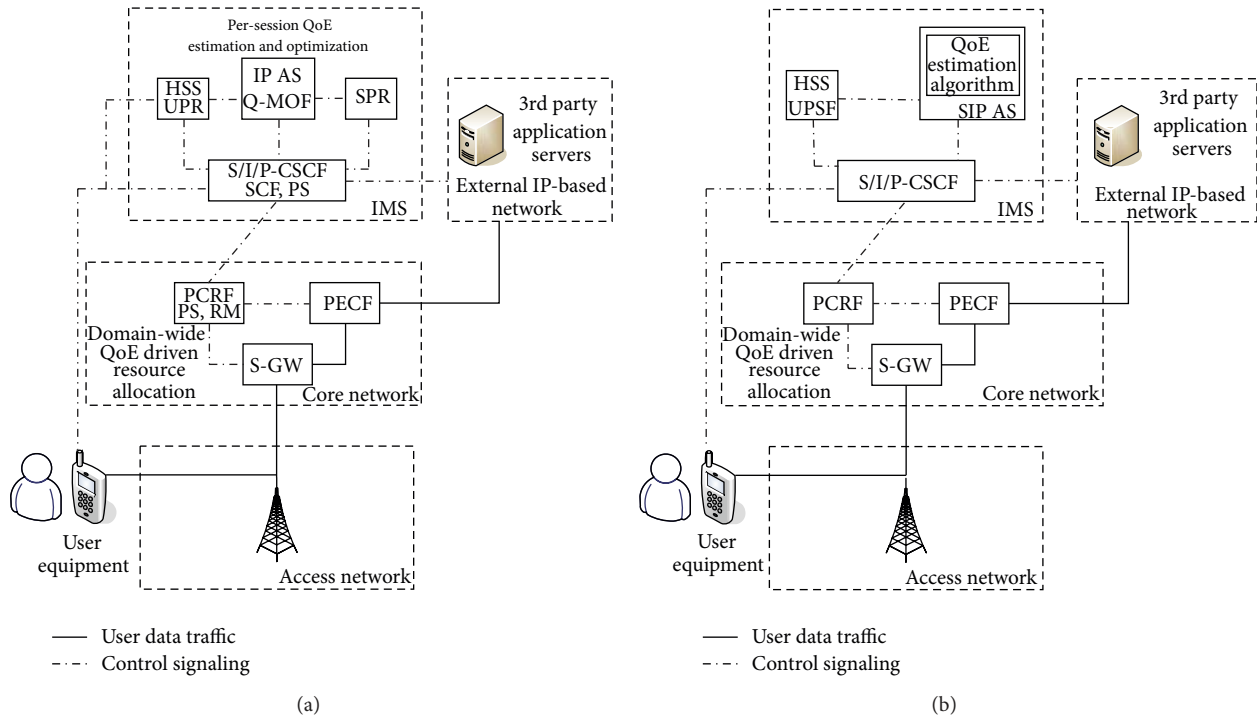 Per-session QoE
estimation and optimization
HSS
UPR
IP AS
Q-MOF
SPR
S/I/P-CSCF
SCF, PS
IMS
3rd party
application
servers
External IP-based
network
PCRF
PS, RM
PECF
Domain-wide
QoE driven
resource
allocation
S-GW
Core network
User
equipment
Access network
User data traffic
Control signaling
(a)
HSS
UPSF
QoE
estimation
algorithm
SIP AS
S/I/P-CSCF
IMS
3rd party
application
servers
External IP-based
network
PCRF
PECF
Domain-wide
QoE driven
resource
allocation
S-GW
Core network
User
equipment
Access network
User data traffic
Control signaling
(b)